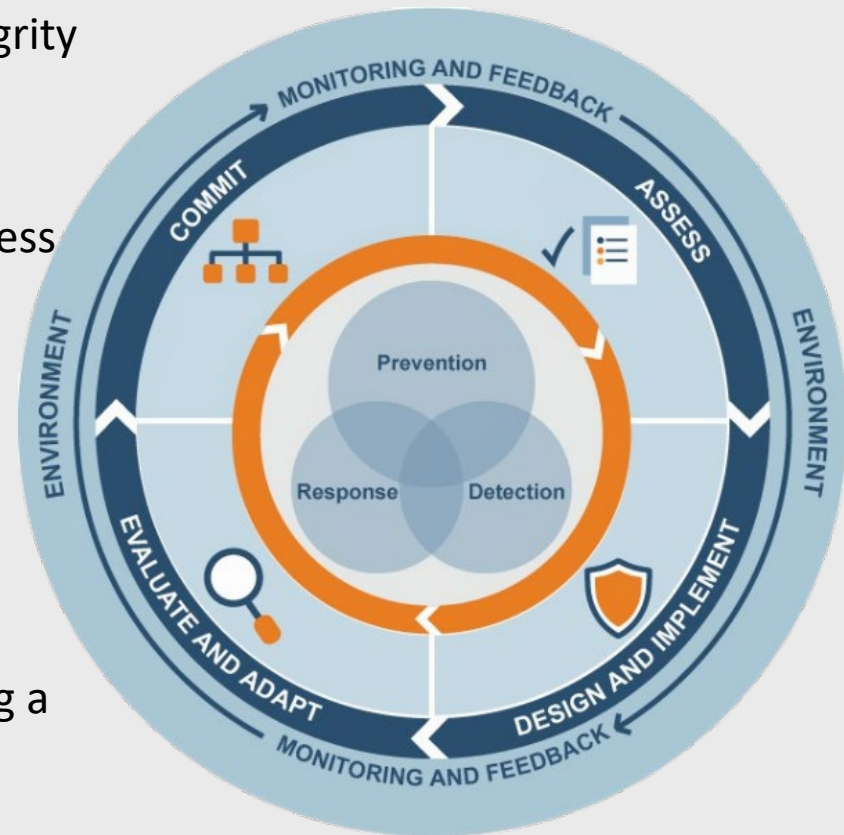 grity
MONITORING AND FEEDBACK
COMMIT
ASSESS
ess
ENVIRONMENT
ENVIRONMENT
Prevention
Response
Detection
EVALUATE AND ADAPT
DESIGN AND IMPLEMENT
g a
MONITORING AND FEEDBACK